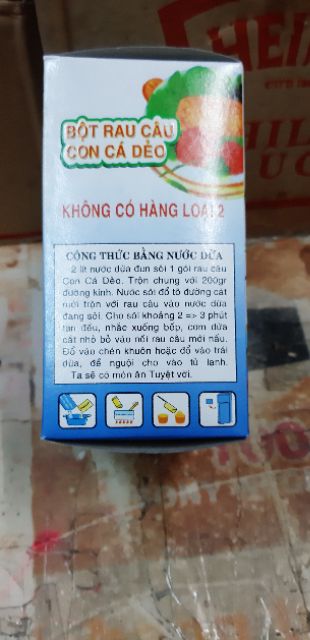 BỘT RAU CÂU
CON CÁ DẺO
KHÔNG CÓ HÀNG LOẠI 2
CÔNG THỨC BẰNG NƯỚC DỪA
2 lít nước dừa đun sôi 1 gói rau câu
Con Cá Dẻo. Trộn chung với 200gr
đường kính. Nước sôi đổ tô đường cát
mới trộn với rau câu vào nước dừa
đang sôi. Cho sôi khoảng 2 => 3 phút
tan đều, nhắc xuống bếp, cơm dừa
cắt nhỏ bỏ vào nồi rau câu mới nấu.
Đổ vào chén khuôn hoặc đổ vào trái
dừa, để nguội cho vào tủ lạnh.
Ta sẽ có món ăn Tuyệt vời.
HEIN